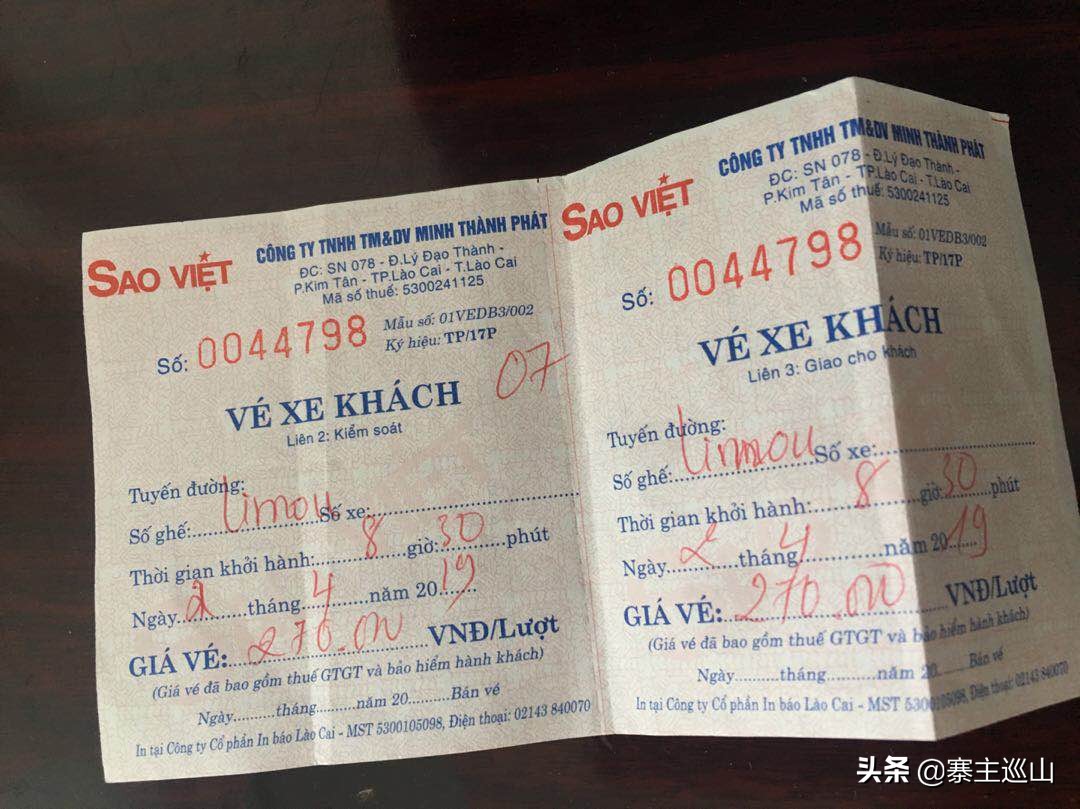 SAO VIỆT
CÔNG TY TNHH TM&DV MINH THÀNH PHÁT
ĐC: SN 078 - Đ.Lý Đạo Thành -
P.Kim Tân - TP.Lào Cai - T.Lào Cai
Mã số thuế: 5300241125
Số: 0044798
Mẫu số: 01VEDB3/002
Ký hiệu: TP/17P
07
VÉ XE KHÁCH
Liên 2: Kiểm soát
Tuyến đường:
Số ghế: limou Số xe:
Thời gian khởi hành: 8 giờ: 30 phút
Ngày 2 tháng 4 năm 2019
GIÁ VÉ: 270.000 VNĐ/Lượt
(Giá vé đã bao gồm thuế GTGT và bảo hiểm hành khách)
Ngày............tháng............năm 20..........Bán vé
In tại Công ty Cổ phần In báo Lào Cai - MST 5300105098, Điện thoại: 02143 840070
SAO VIỆT
CÔNG TY TNHH TM&DV MINH THÀNH PHÁT
ĐC: SN 078 - Đ.Lý Đạo Thành -
P.Kim Tân - TP.Lào Cai - T.Lào Cai
Mã số thuế: 5300241125
Số: 0044798
Mẫu số: 01VEDB3/002
Ký hiệu: TP/17P
VÉ XE KHÁCH
Liên 3: Giao cho khách
Tuyến đường:
Số ghế: limou Số xe:
Thời gian khởi hành: 8 giờ: 30 phút
Ngày 2 tháng 4 năm 2019
GIÁ VÉ: 270.000 VNĐ/Lượt
(Giá vé đã bao gồm thuế GTGT và bảo hiểm hành khách)
Ngày............tháng............năm 20..........Bán vé
In tại Công ty Cổ phần In báo Lào Cai - MST 5300105098, Điện thoại: 02143 840070
头条 @寨主巡山